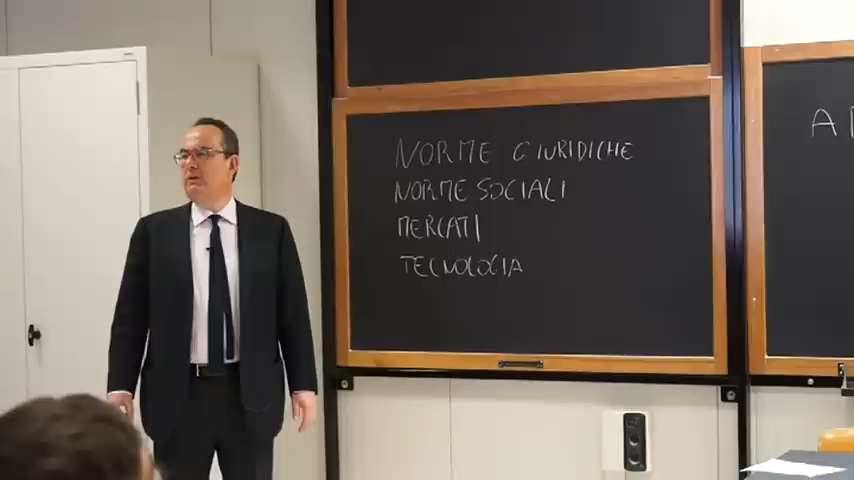 NORME GIURIDICHE
NORME SOCIALI
MERCATI
TECNOLOGIA